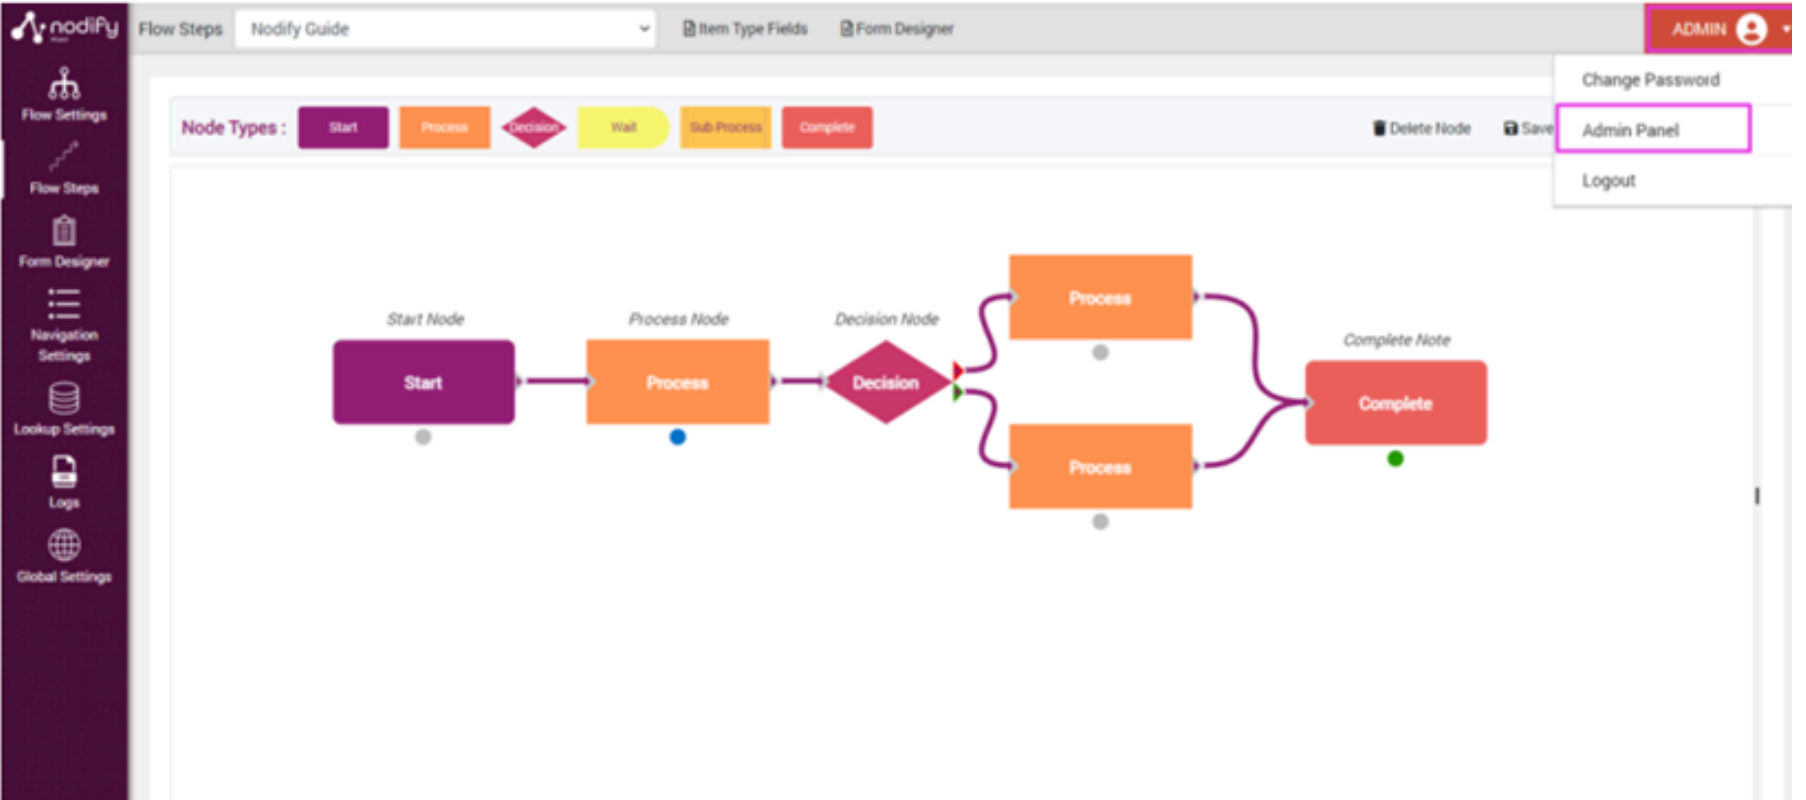 nodify
Flow Steps
Nodify Guide
Item Type Fields
Form Designer
ADMIN
Change Password
Admin Panel
Logout
Flow Settings
Flow Steps
Form Designer
Navigation
Settings
Lookup Settings
Logs
Global Settings
Node Types :
Start
Process
Decision
Wait
Sub Process
Complete
Delete Node
Save
Start Node
Process Node
Decision Node
Complete Note
Start
Process
Decision
Process
Process
Complete